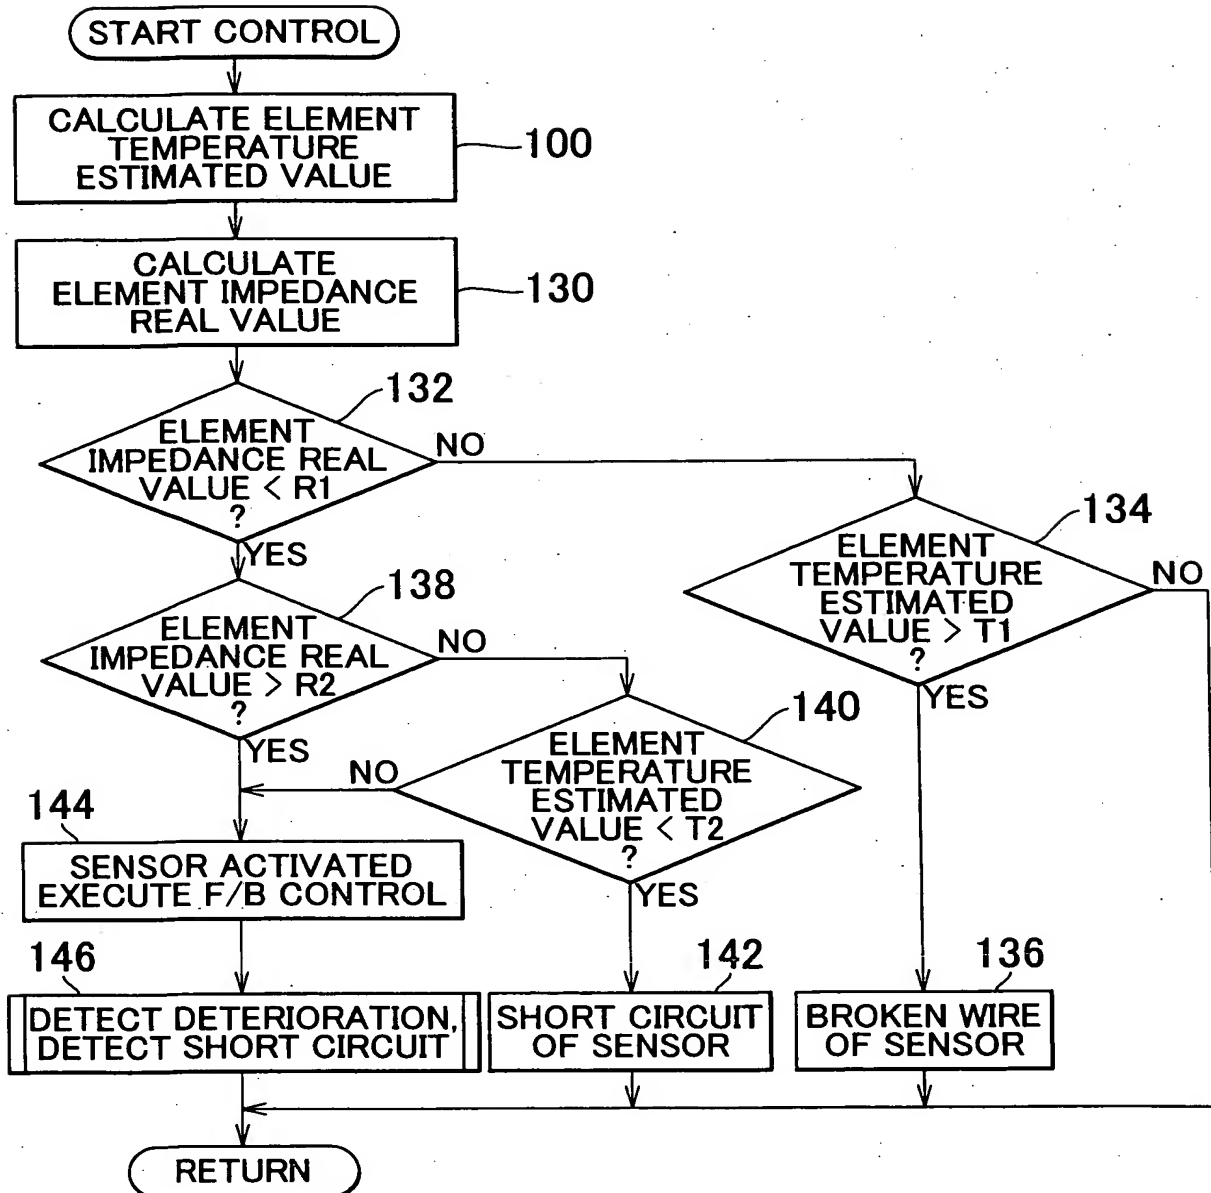 START CONTROL
CALCULATE ELEMENT
TEMPERATURE
ESTIMATED VALUE
100
CALCULATE
ELEMENT IMPEDANCE
REAL VALUE
130
132
ELEMENT
IMPEDANCE REAL
VALUE < R1
?
NO
YES
134
ELEMENT
TEMPERATURE
ESTIMATED
VALUE > T1
?
NO
YES
138
ELEMENT
IMPEDANCE REAL
VALUE > R2
?
NO
YES
140
ELEMENT
TEMPERATURE
ESTIMATED
VALUE < T2
?
NO
YES
144
SENSOR ACTIVATED
EXECUTE F/B CONTROL
146
DETECT DETERIORATION,
DETECT SHORT CIRCUIT
142
SHORT CIRCUIT
OF SENSOR
136
BROKEN WIRE
OF SENSOR
RETURN